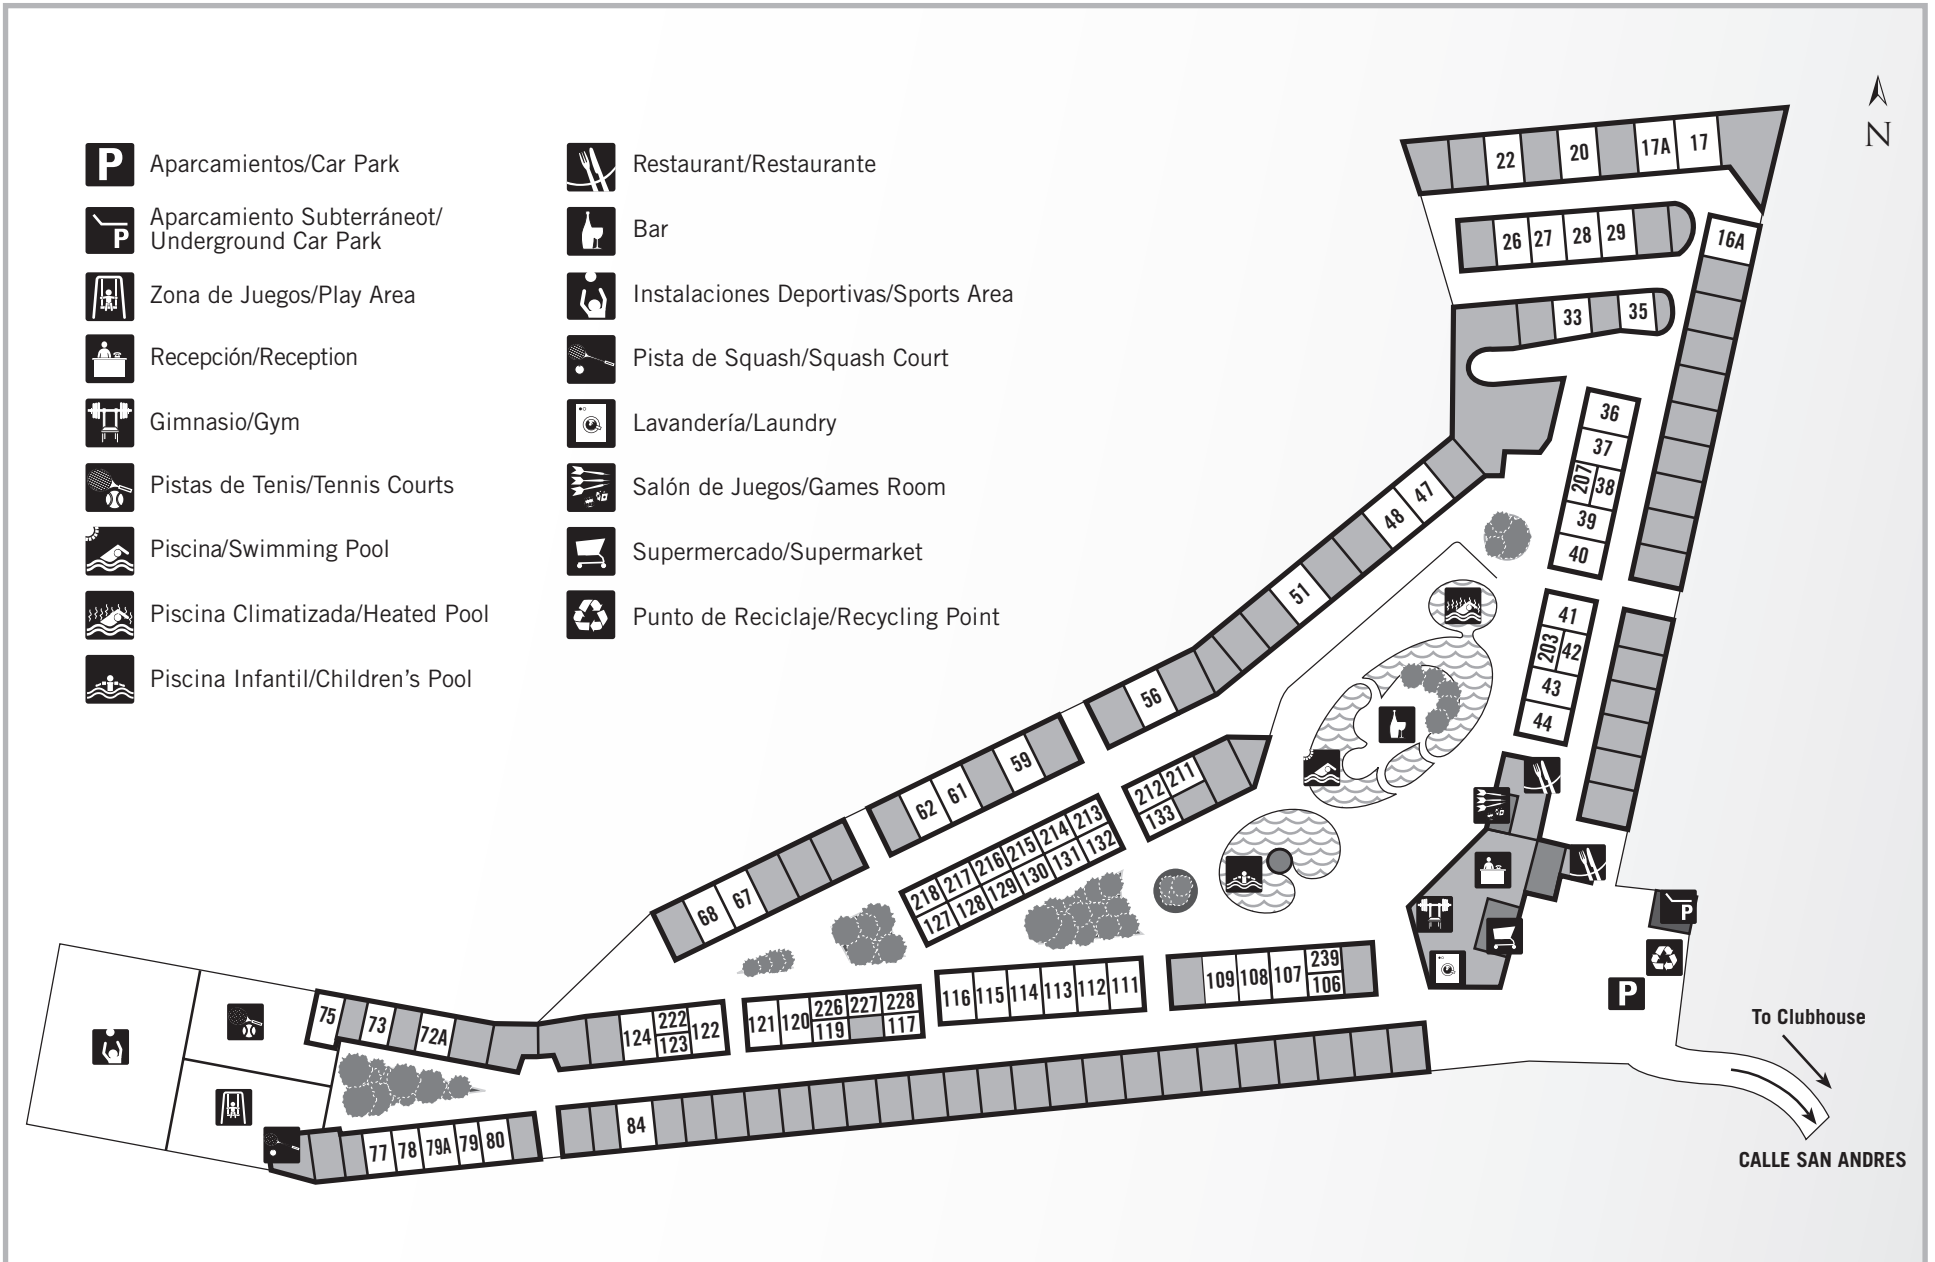 P Aparcamientos/Car Park
P Aparcamiento Subterráneot/
Underground Car Park
Zona de Juegos/Play Area
Recepción/Reception
Gimnasio/Gym
Pistas de Tenis/Tennis Courts
Piscina/Swimming Pool
Piscina Climatizada/Heated Pool
Piscina Infantil/Children's Pool
Restaurant/Restaurante
Bar
Instalaciones Deportivas/Sports Area
Pista de Squash/Squash Court
Lavandería/Laundry
Salón de Juegos/Games Room
Supermercado/Supermarket
Punto de Reciclaje/Recycling Point
N
22 20 17A 17
26 27 28 29
16A
33 35
36
37
207 38
39
40
41
203 42
43
44
47
48
51
56
59
61
62
67
68
212 211
133
218 217 216 215 214 213
127 128 129 130 131 132
109 108 107 239
106
116 115 114 113 112 111
121 120 226 227 228
119 117
124 222 122
123
75 73 72A
77 78 79A 79 80
84
P
P
To Clubhouse
CALLE SAN ANDRES